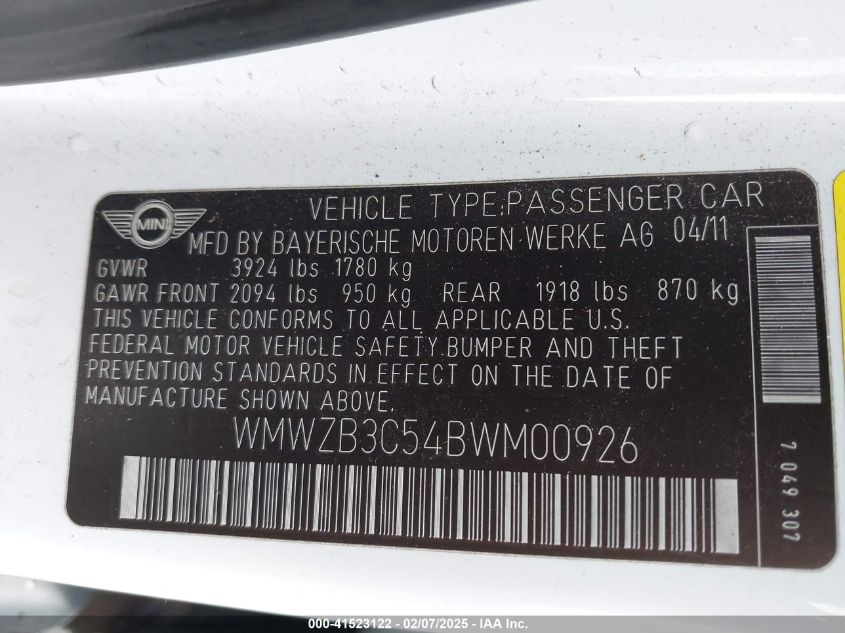 MINI
VEHICLE TYPE:PASSENGER CAR
MFD BY BAYERISCHE MOTOREN WERKE AG 04/11
GVWR 3924 lbs 1780 kg
GAWR FRONT 2094 lbs 950 kg REAR 1918 lbs 870 kg
THIS VEHICLE CONFORMS TO ALL APPLICABLE U.S.
FEDERAL MOTOR VEHICLE SAFETY,BUMPER AND THEFT
PREVENTION STANDARDS IN EFFECT ON THE DATE OF
MANUFACTURE SHOWN ABOVE.
WMWZB3C54BWM00926
7 049 307
000-41523122 - 02/07/2025 - IAA Inc.